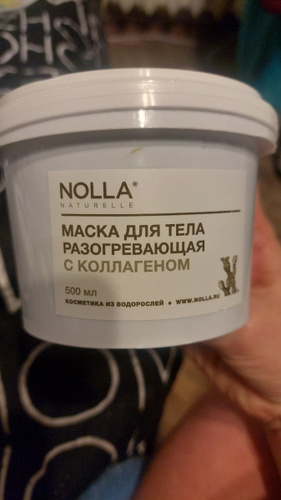 NOLLA®
NATURELLE
МАСКА ДЛЯ ТЕЛА
РАЗОГРЕВАЮЩАЯ
С КОЛЛАГЕНОМ
500 мл
КОСМЕТИКА ИЗ ВОДОРОСЛЕЙ • WWW.NOLLA.RU